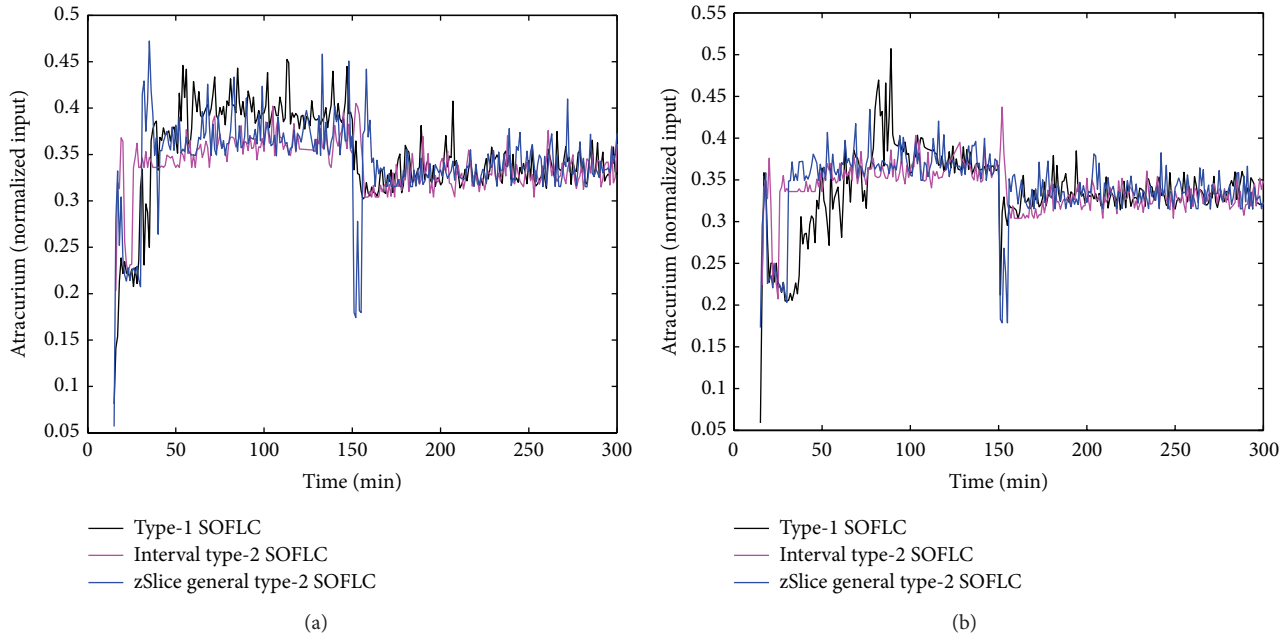 0.5
0.45
0.4
0.35
0.3
0.25
0.2
0.15
0.1
0.05
Atracurium (normalized input)
0 50 100 150 200 250 300
Time (min)
Type-1 SOFLC
Interval type-2 SOFLC
zSlice general type-2 SOFLC
(a)
0.55
0.5
0.45
0.4
0.35
0.3
0.25
0.2
0.15
0.1
0.05
Atracurium (normalized input)
0 50 100 150 200 250 300
Time (min)
Type-1 SOFLC
Interval type-2 SOFLC
zSlice general type-2 SOFLC
(b)